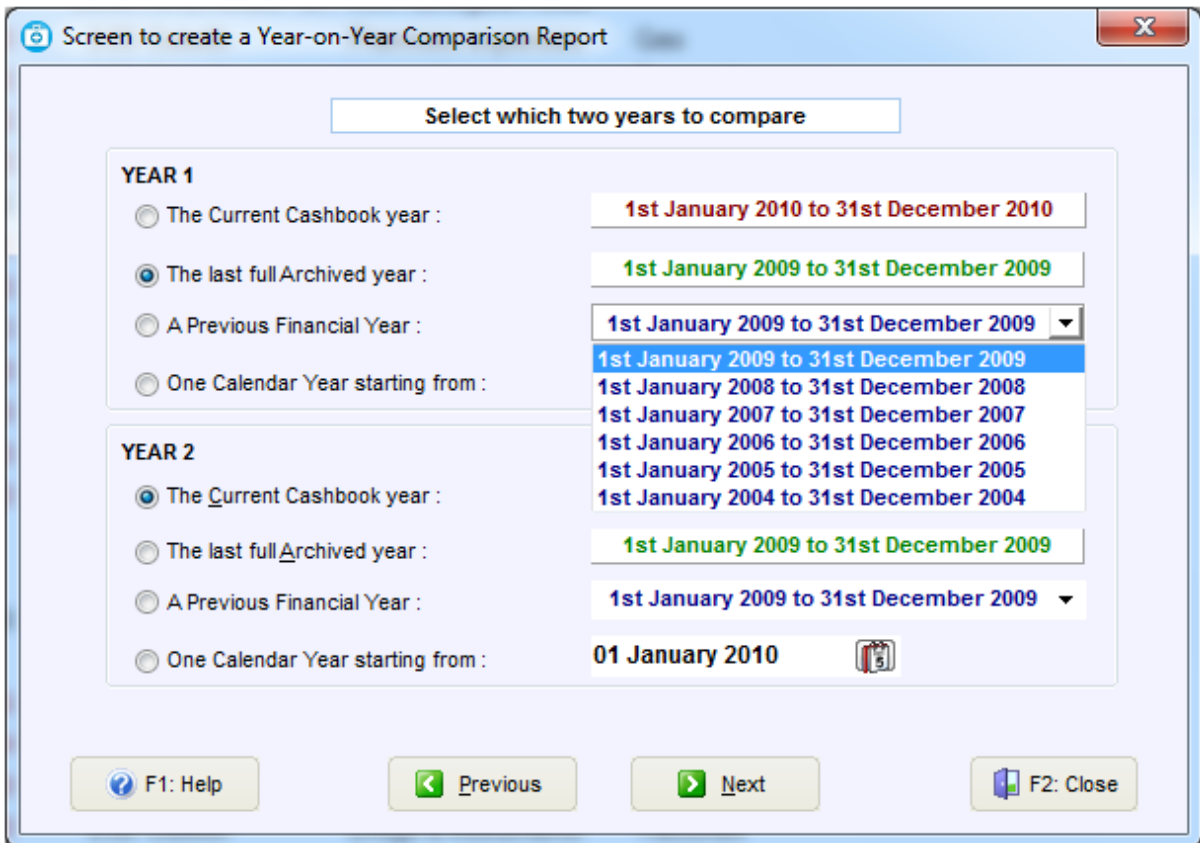 Screen to create a Year-on-Year Comparison Report
X
Select which two years to compare
YEAR 1
The Current Cashbook year : 1st January 2010 to 31st December 2010
The last full Archived year : 1st January 2009 to 31st December 2009
A Previous Financial Year : 1st January 2009 to 31st December 2009
1st January 2009 to 31st December 2009
One Calendar Year starting from : 1st January 2008 to 31st December 2008
1st January 2007 to 31st December 2007
1st January 2006 to 31st December 2006
YEAR 2
1st January 2005 to 31st December 2005
The Current Cashbook year : 1st January 2004 to 31st December 2004
The last full Archived year : 1st January 2009 to 31st December 2009
A Previous Financial Year : 1st January 2009 to 31st December 2009
One Calendar Year starting from : 01 January 2010 5
F1: Help Previous Next F2: Close